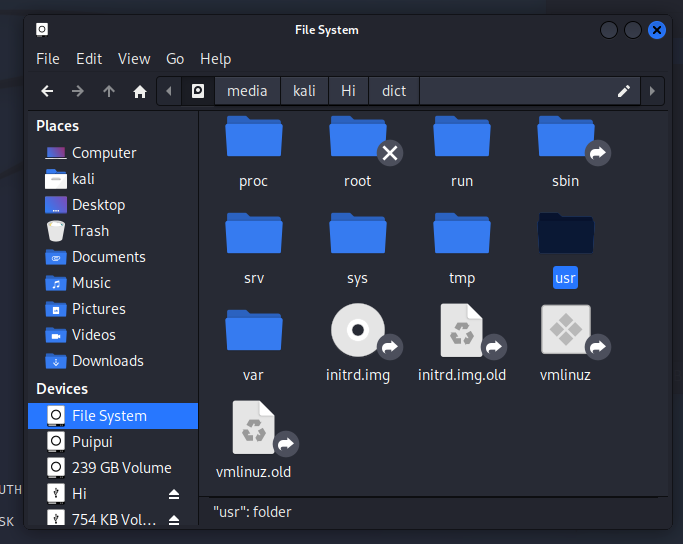 File System
File Edit View Go Help
media kali Hi dict
Places
Computer
kali
Desktop
Trash
Documents
Music
Pictures
Videos
Downloads
Devices
File System
Puipui
239 GB Volume
Hi
754 KB Vol...
proc root run sbin
srv sys tmp usr
var initrd.img initrd.img.old vmlinuz
vmlinuz.old
"usr": folder
UTH
SK